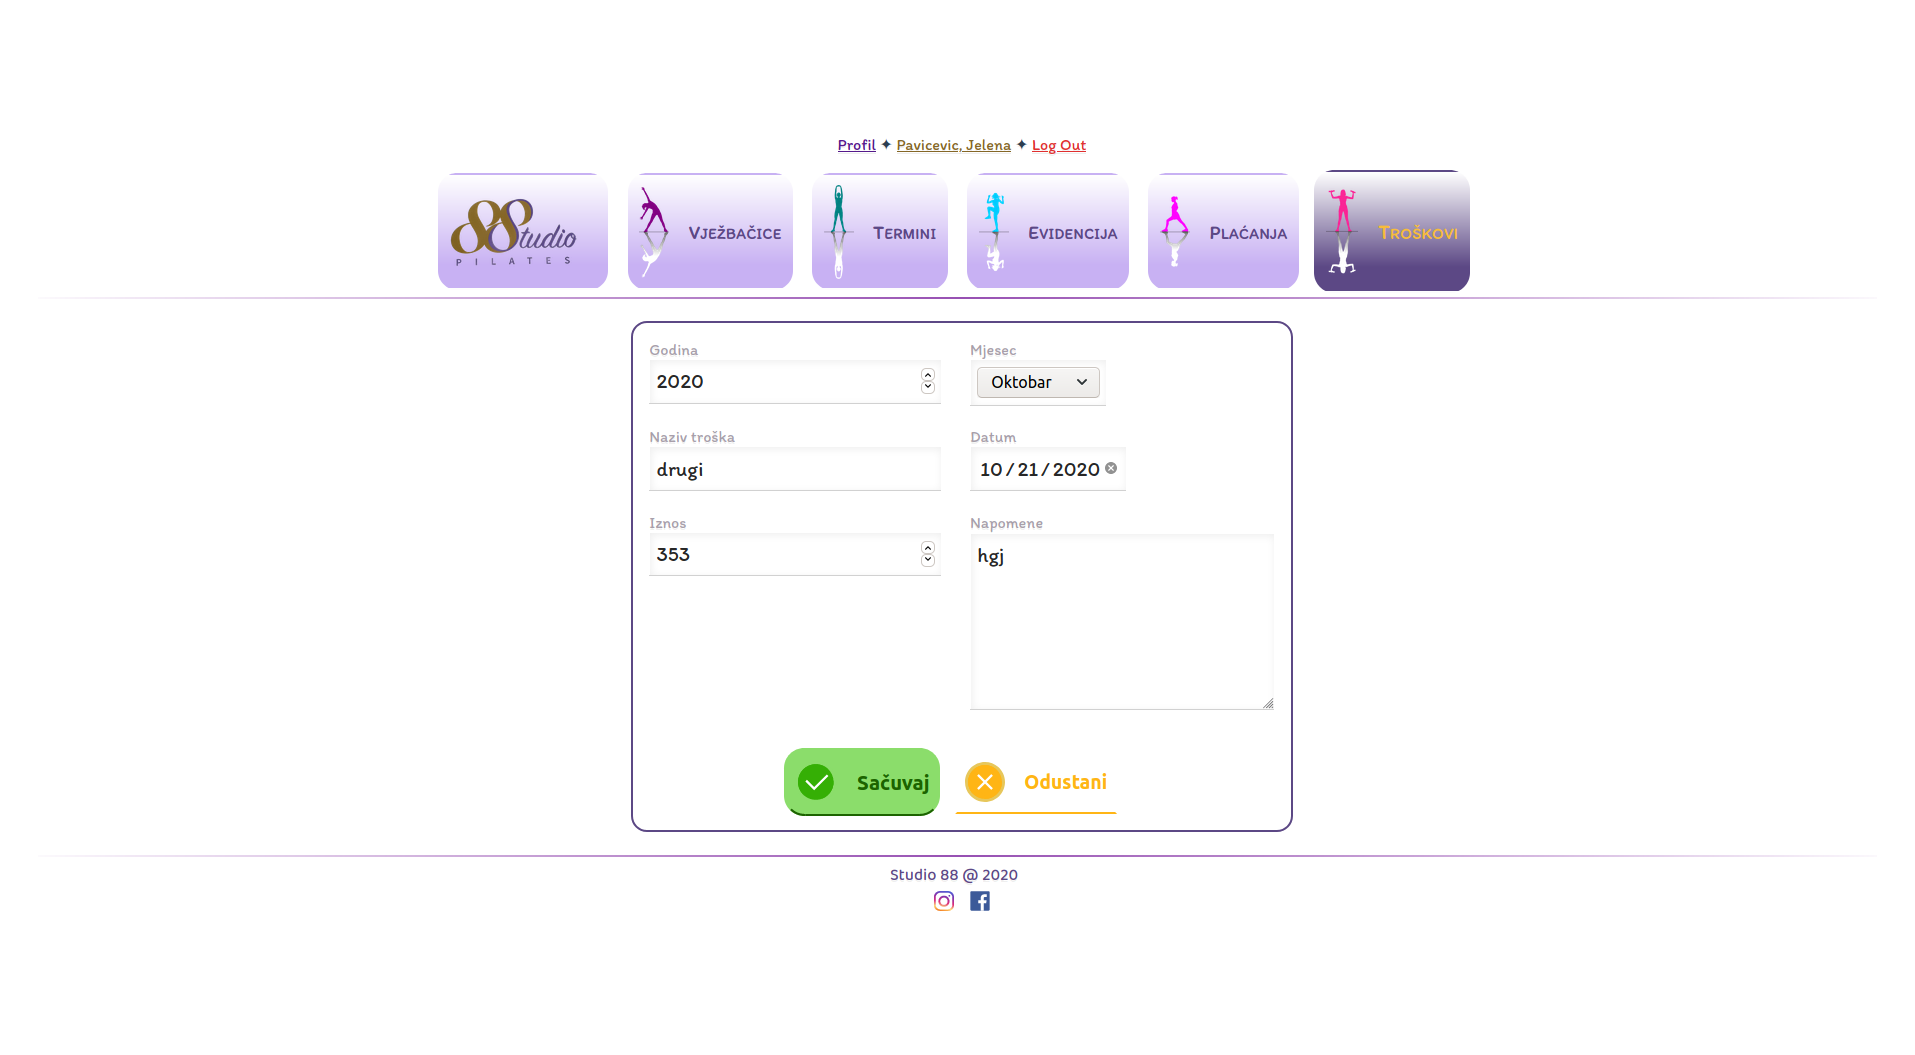 Profil ✦ Pavicevic, Jelena ✦ Log Out
88 Studio
PILATES
Vježbačice
Termini
Evidencija
Plaćanja
Troškovi
Godina
Mjesec
2020
Oktobar
Naziv troška
Datum
drugi
10/21/2020
Iznos
Napomene
353
hgj
Sačuvaj
Odustani
Studio 88 @ 2020